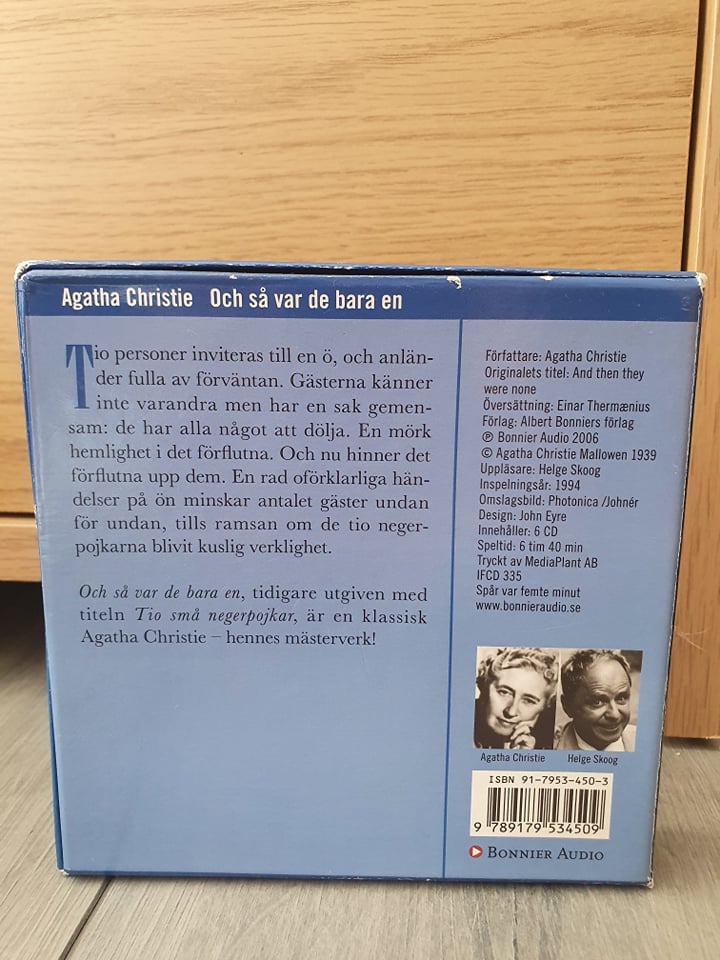 Agatha Christie Och så var de bara en
Tio personer inviteras till en ö, och anlän-
der fulla av förväntan. Gästerna känner
inte varandra men har en sak gemen-
sam: de har alla något att dölja. En mörk
hemlighet i det förflutna. Och nu hinner det
förflutna upp dem. En rad oförklarliga hän-
delser på ön minskar antalet gäster undan
för undan, tills ramsan om de tio neger-
pojkarna blivit kuslig verklighet.
Och så var de bara en, tidigare utgiven med
titeln Tio små negerpojkar, är en klassisk
Agatha Christie – hennes mästerverk!
Författare: Agatha Christie
Originalets titel: And then they
were none
Översättning: Einar Thermænius
Förlag: Albert Bonniers förlag
℗ Bonnier Audio 2006
© Agatha Christie Mallowen 1939
Uppläsare: Helge Skoog
Inspelningsår: 1994
Omslagsbild: Photonica /Johnér
Design: John Eyre
Innehåller: 6 CD
Speltid: 6 tim 40 min
Tryckt av MediaPlant AB
IFCD 335
Spår var femte minut
www.bonnieraudio.se
Agatha Christie Helge Skoog
ISBN 91-7953-450-3
9 789179 534509
Bonnier Audio